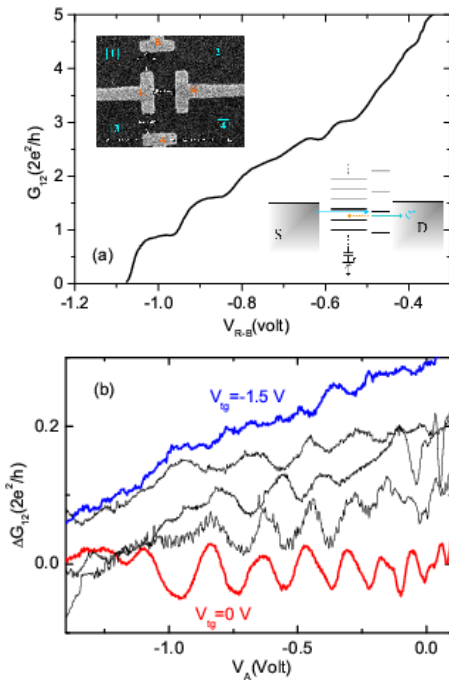 5
4
3
2
1
0
G12(2e²/h)
3
4
S
D
(a)
-1.2
-1.0
-0.8
-0.6
-0.4
VR-B(volt)
(b)
Vtg=-1.5 V
0.2
0.0
ΔG12(2e²/h)
Vtg=0 V
-1.0
-0.5
0.0
VA(Volt)